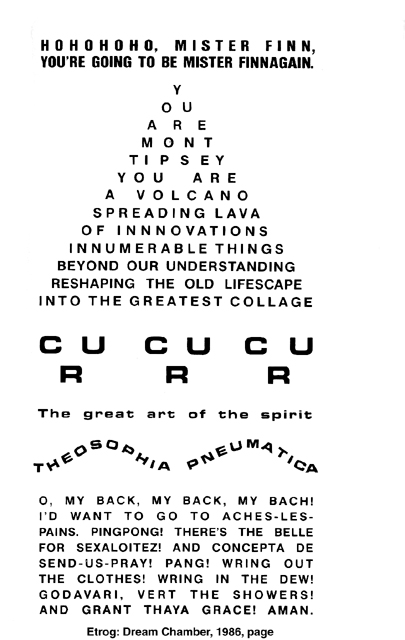 HOHOHOHO, MISTER FINN,
YOU'RE GOING TO BE MISTER FINNAGAIN.
Y
O U
A R E
M O N T
T I P S E Y
Y O U A R E
A V O L C A N O
SPREADING LAVA
OF INNNOVATIONS
INNUMERABLE THINGS
BEYOND OUR UNDERSTANDING
RESHAPING THE OLD LIFESCAPE
INTO THE GREATEST COLLAGE
CU CU CU
R R R
The great art of the spirit
THEOSOPHIA PNEUMATICA
O, MY BACK, MY BACK, MY BACH!
I'D WANT TO GO TO ACHES-LES-
PAINS. PINGPONG! THERE'S THE BELLE
FOR SEXALOITEZ! AND CONCEPTA DE
SEND-US-PRAY! PANG! WRING OUT
THE CLOTHES! WRING IN THE DEW!
GODAVARI, VERT THE SHOWERS!
AND GRANT THAYA GRACE! AMAN.
Etrog: Dream Chamber, 1986, page